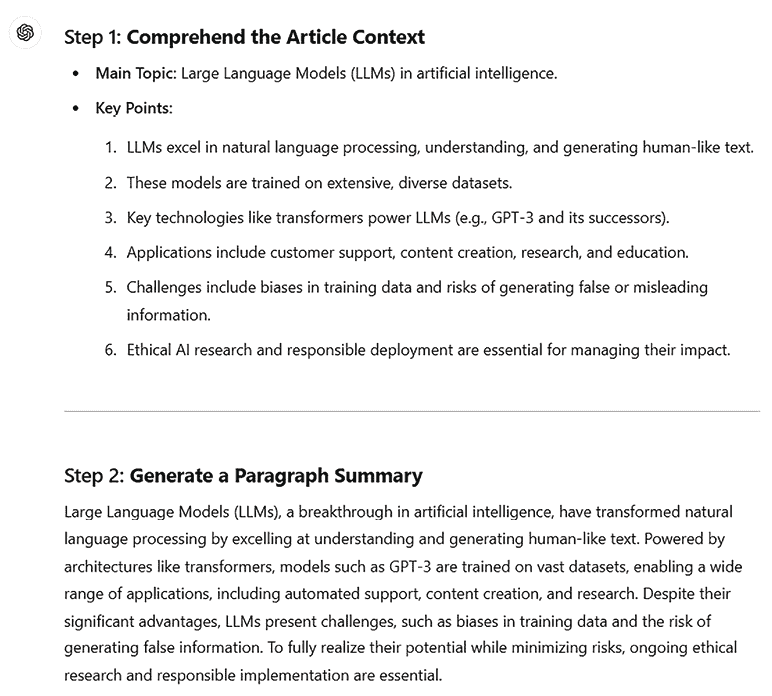 Step 1: Comprehend the Article Context
• Main Topic: Large Language Models (LLMs) in artificial intelligence.
• Key Points:
1. LLMs excel in natural language processing, understanding, and generating human-like text.
2. These models are trained on extensive, diverse datasets.
3. Key technologies like transformers power LLMs (e.g., GPT-3 and its successors).
4. Applications include customer support, content creation, research, and education.
5. Challenges include biases in training data and risks of generating false or misleading
information.
6. Ethical AI research and responsible deployment are essential for managing their impact.
Step 2: Generate a Paragraph Summary
Large Language Models (LLMs), a breakthrough in artificial intelligence, have transformed natural
language processing by excelling at understanding and generating human-like text. Powered by
architectures like transformers, models such as GPT-3 are trained on vast datasets, enabling a wide
range of applications, including automated support, content creation, and research. Despite their
significant advantages, LLMs present challenges, such as biases in training data and the risk of
generating false information. To fully realize their potential while minimizing risks, ongoing ethical
research and responsible implementation are essential.